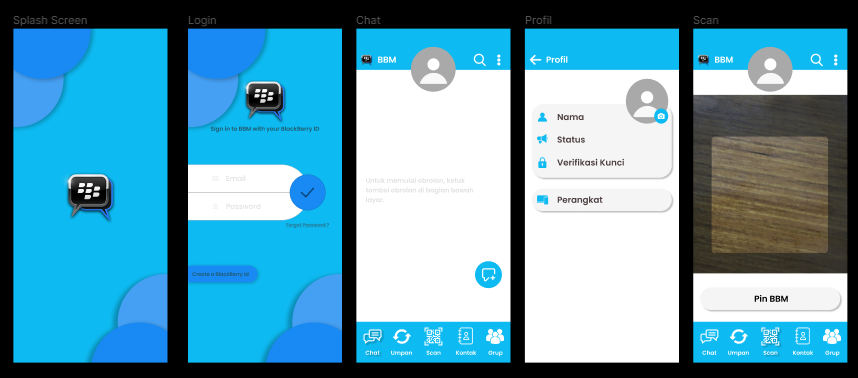 Splash Screen
Login
Sign in to BBM with your BlackBerry ID
Email
Password
Forgot Password?
Create a BlackBerry Id
Chat
BBM
Untuk memulai obrolan, ketuk
tombol obrolan di bagian bawah
layar.
Chat
Umpan
Scan
Kontak
Grup
Profil
Profil
Nama
Status
Verifikasi Kunci
Perangkat
Scan
BBM
Pin BBM
Chat
Umpan
Scan
Kontak
Grup